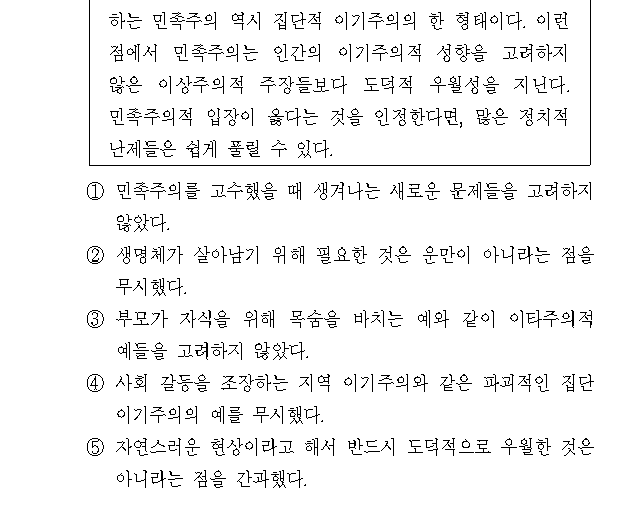 하는 민족주의 역시 집단적 이기주의의 한 형태이다. 이런
점에서 민족주의는 인간의 이기주의적 성향을 고려하지
않은 이상주의적 주장들보다 도덕적 우월성을 지닌다.
민족주의적 입장이 옳다는 것을 인정한다면, 많은 정치적
난제들은 쉽게 풀릴 수 있다.
① 민족주의를 고수했을 때 생겨나는 새로운 문제들을 고려하지
않았다.
② 생명체가 살아남기 위해 필요한 것은 운만이 아니라는 점을
무시했다.
③ 부모가 자식을 위해 목숨을 바치는 예와 같이 이타주의적
예들을 고려하지 않았다.
④ 사회 갈등을 조장하는 지역 이기주의와 같은 파괴적인 집단
이기주의의 예를 무시했다.
⑤ 자연스러운 현상이라고 해서 반드시 도덕적으로 우월한 것은
아니라는 점을 간과했다.